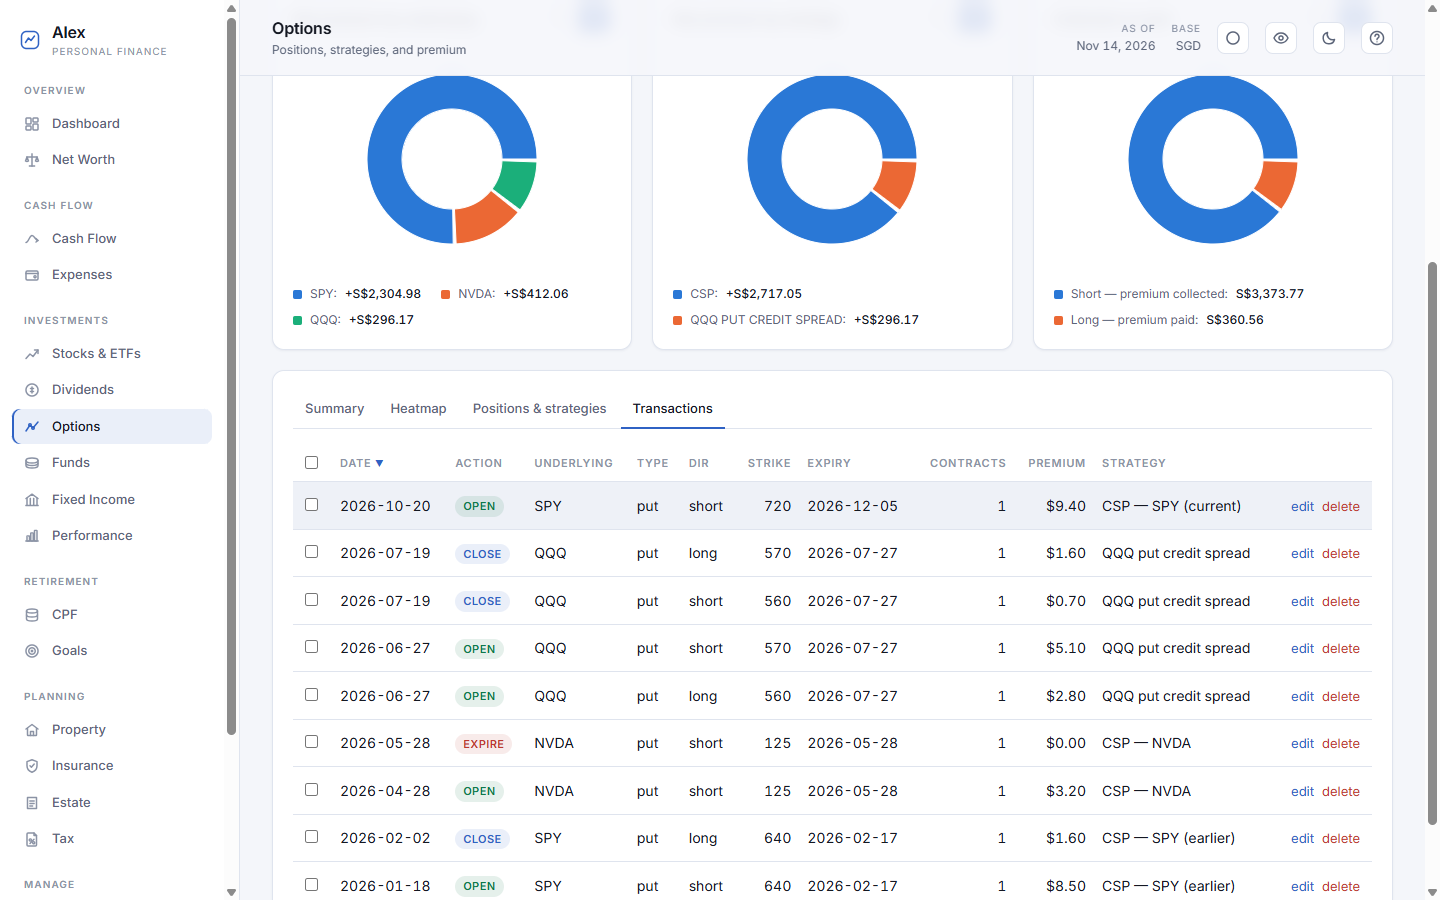 Alex
PERSONAL FINANCE
OVERVIEW
Dashboard
Net Worth
CASH FLOW
Cash Flow
Expenses
INVESTMENTS
Stocks & ETFs
Dividends
Options
Funds
Fixed Income
Performance
RETIREMENT
CPF
Goals
PLANNING
Property
Insurance
Estate
Tax
MANAGE
Options
Positions, strategies, and premium
AS OF
Nov 14, 2026
BASE
SGD
SPY: +S$2,304.98 NVDA: +S$412.06
QQQ: +S$296.17
CSP: +S$2,717.05
QQQ PUT CREDIT SPREAD: +S$296.17
Short — premium collected: S$3,373.77
Long — premium paid: S$360.56
Summary Heatmap Positions & strategies Transactions
DATE ▼ ACTION UNDERLYING TYPE DIR STRIKE EXPIRY CONTRACTS PREMIUM STRATEGY
2026-10-20 OPEN SPY put short 720 2026-12-05 1 $9.40 CSP — SPY (current) edit delete
2026-07-19 CLOSE QQQ put long 570 2026-07-27 1 $1.60 QQQ put credit spread edit delete
2026-07-19 CLOSE QQQ put short 560 2026-07-27 1 $0.70 QQQ put credit spread edit delete
2026-06-27 OPEN QQQ put short 570 2026-07-27 1 $5.10 QQQ put credit spread edit delete
2026-06-27 OPEN QQQ put long 560 2026-07-27 1 $2.80 QQQ put credit spread edit delete
2026-05-28 EXPIRE NVDA put short 125 2026-05-28 1 $0.00 CSP — NVDA edit delete
2026-04-28 OPEN NVDA put short 125 2026-05-28 1 $3.20 CSP — NVDA edit delete
2026-02-02 CLOSE SPY put long 640 2026-02-17 1 $1.60 CSP — SPY (earlier) edit delete
2026-01-18 OPEN SPY put short 640 2026-02-17 1 $8.50 CSP — SPY (earlier) edit delete